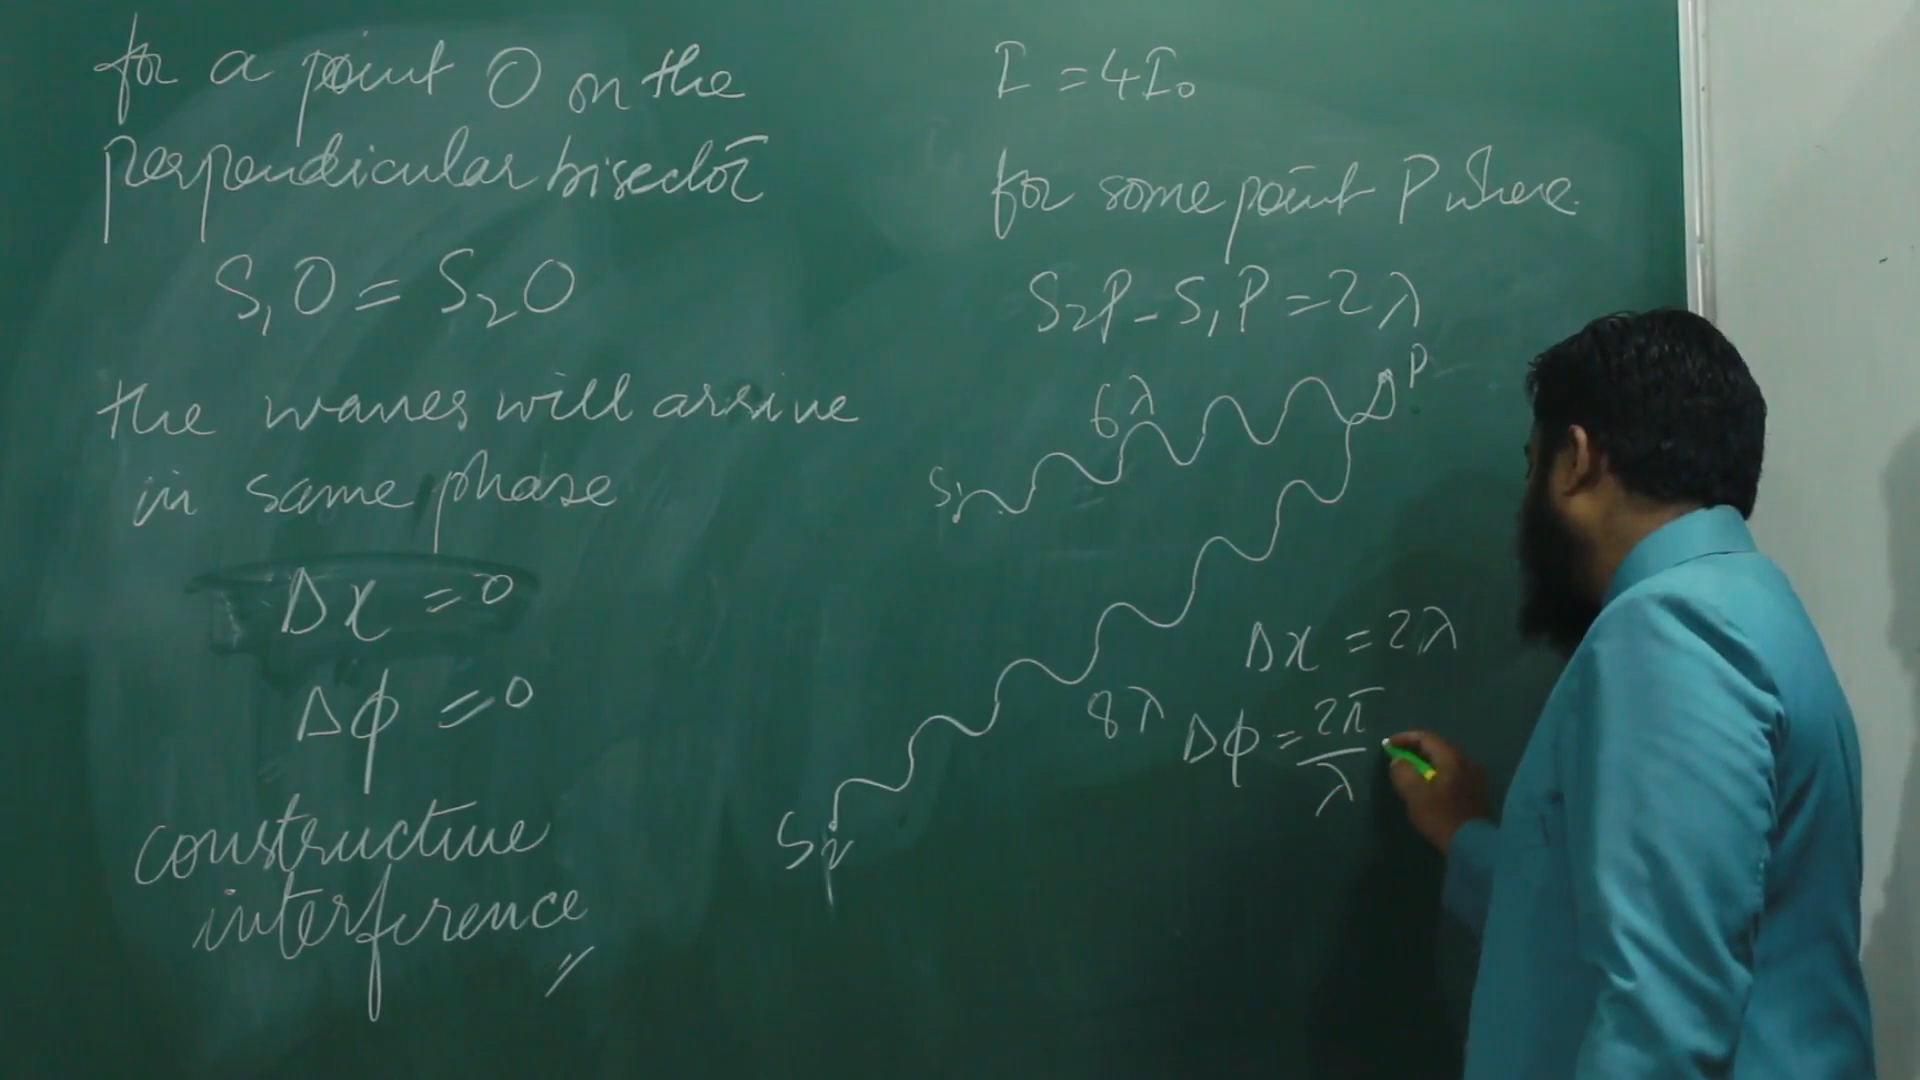 for a point O on the
perpendicular bisector
S₁O = S₂O
the waves will arrive
in same phase
Δx = 0
Δϕ = 0
constructive
interference
I = 4I₀
for some point P where
S₂P - S₁P = 2λ
P
6λ
S₁
Δx = 2λ
8λ
Δϕ = 2π/λ
S₂